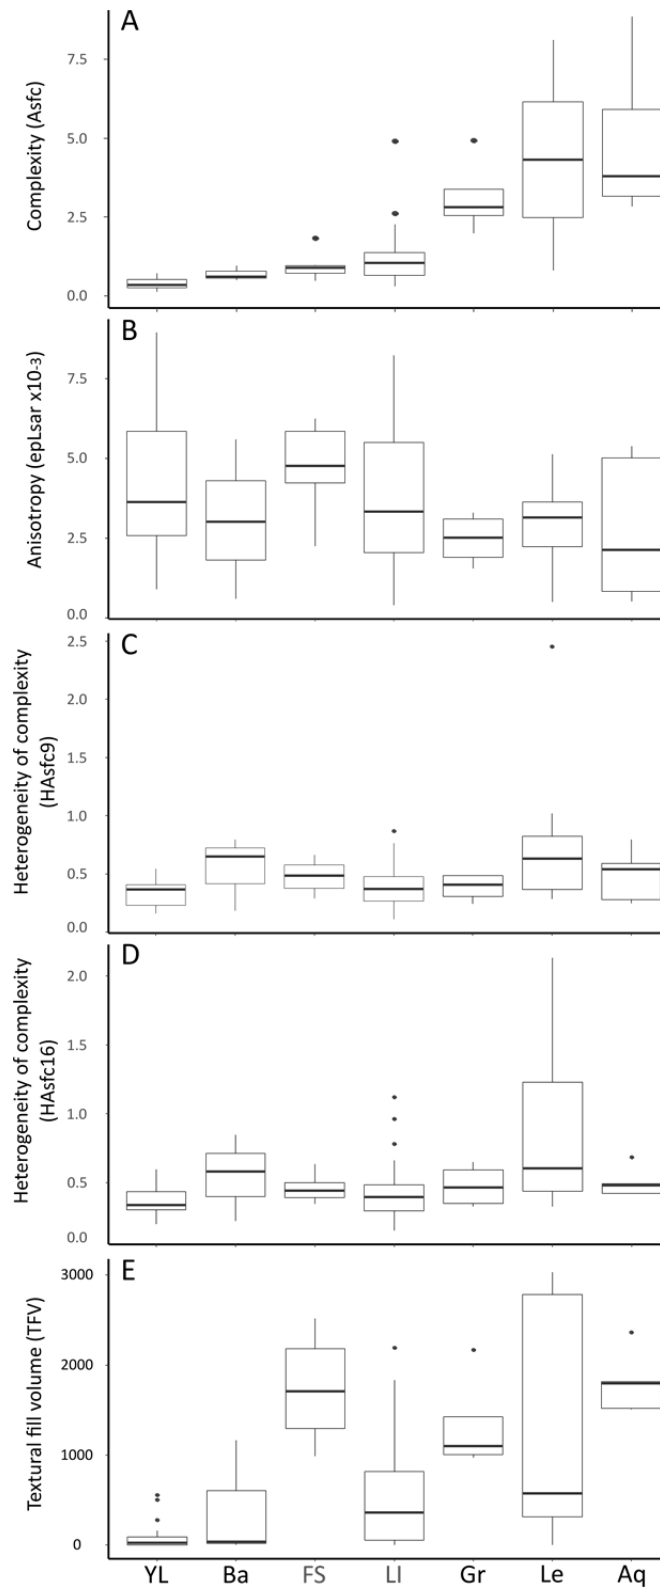 A
Complexity (Asfc)
7.5
5.0
2.5
0.0
B
Anisotropy (epLsar x10-3)
7.5
5.0
2.5
0.0
C
Heterogeneity of complexity
(HAsfc9)
2.5
2.0
1.5
1.0
0.5
0.0
D
Heterogeneity of complexity
(HAsfc16)
2.0
1.5
1.0
0.5
0.0
E
Textural fill volume (TFV)
3000
2000
1000
0
YL Ba FS LI Gr Le Aq